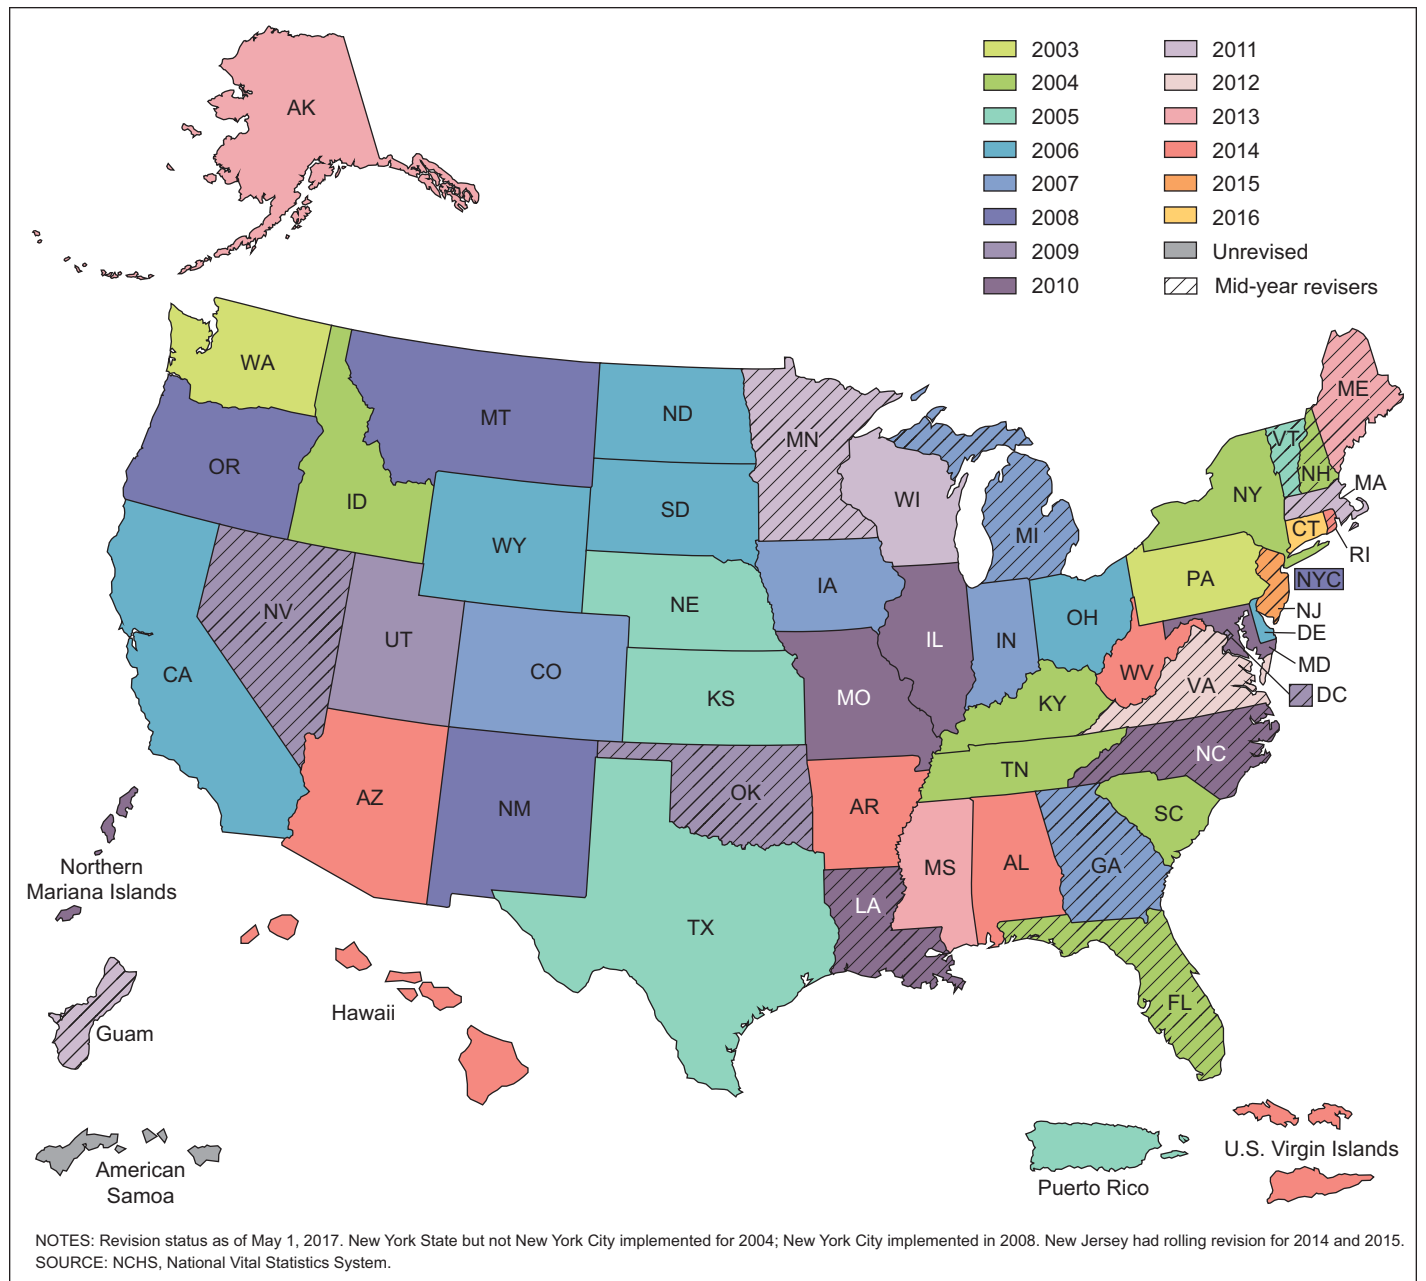 AK
2003
2004
2005
2006
2007
2008
2009
2010
2011
2012
2013
2014
2015
2016
Unrevised
Mid-year revisers
WA
OR
MT
ID
ND
SD
WY
MN
WI
MI
NY
VT
NH
ME
MA
CT
RI
NYC
NJ
DE
MD
DC
PA
CA
NV
UT
CO
NE
KS
IA
MO
IL
IN
OH
WV
VA
KY
TN
NC
SC
AZ
NM
OK
AR
TX
LA
MS
AL
GA
FL
Northern
Mariana Islands
Guam
Hawaii
American
Samoa
Puerto Rico
U.S. Virgin Islands
NOTES: Revision status as of May 1, 2017. New York State but not New York City implemented for 2004; New York City implemented in 2008. New Jersey had rolling revision for 2014 and 2015.
SOURCE: NCHS, National Vital Statistics System.